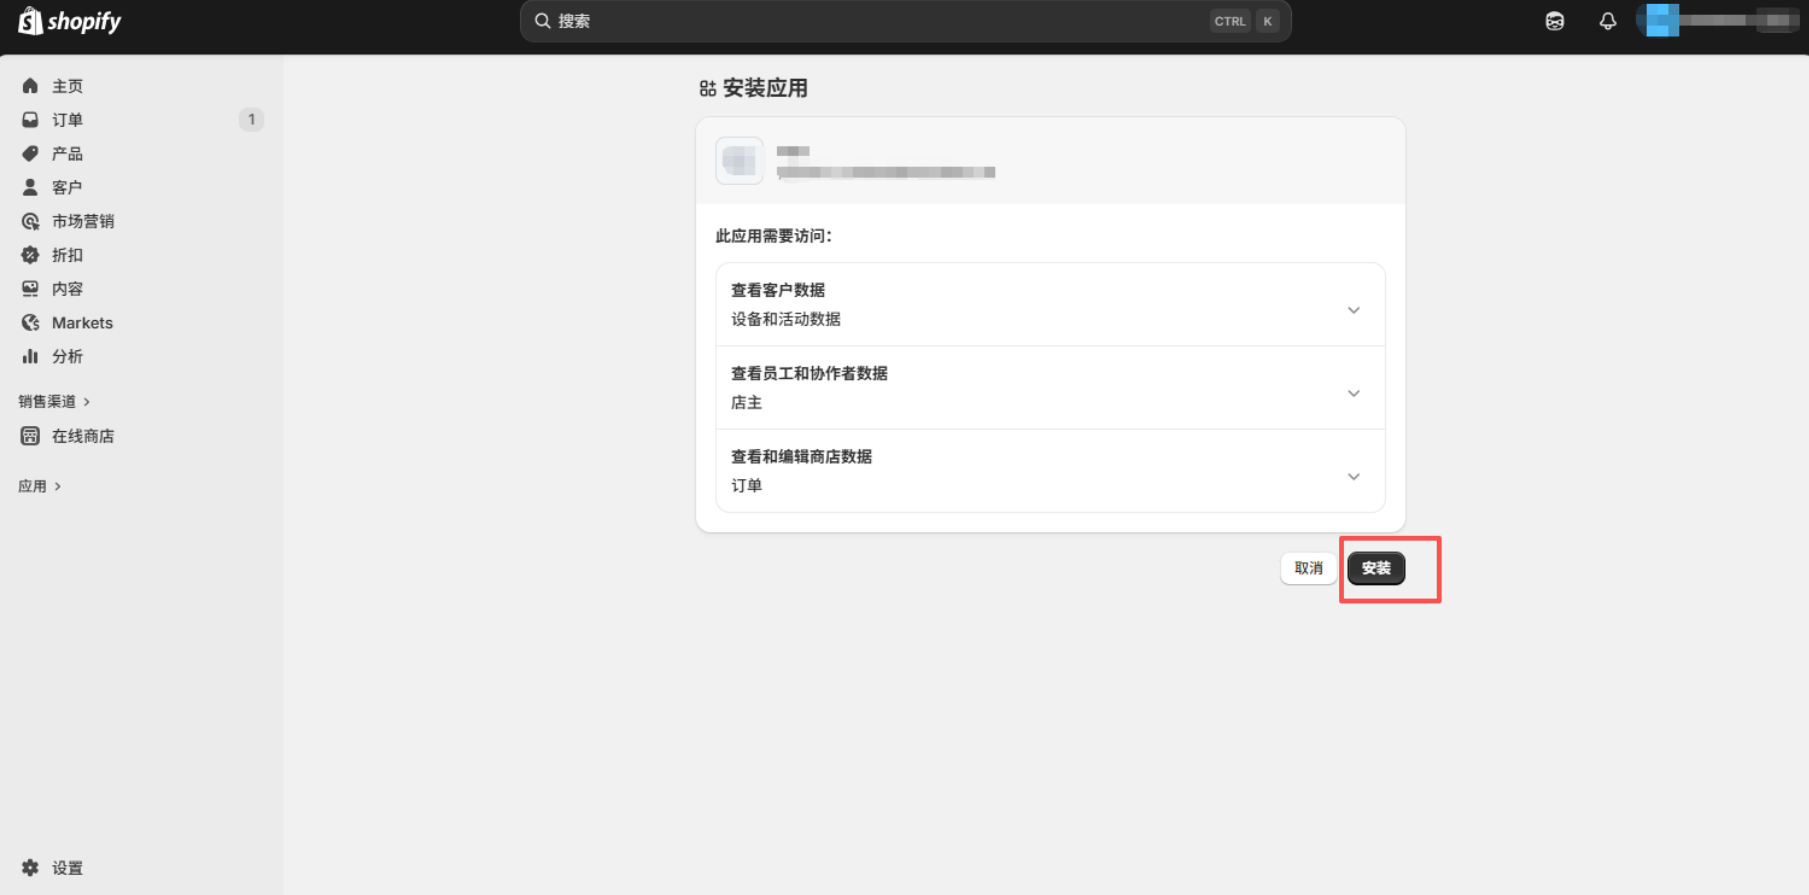 shopify
搜索
CTRL K
主页
订单
1
产品
客户
市场营销
折扣
内容
Markets
分析
销售渠道
在线商店
应用
设置
安装应用
此应用需要访问：
查看客户数据
设备和活动数据
查看员工和协作者数据
店主
查看和编辑商店数据
订单
取消
安装